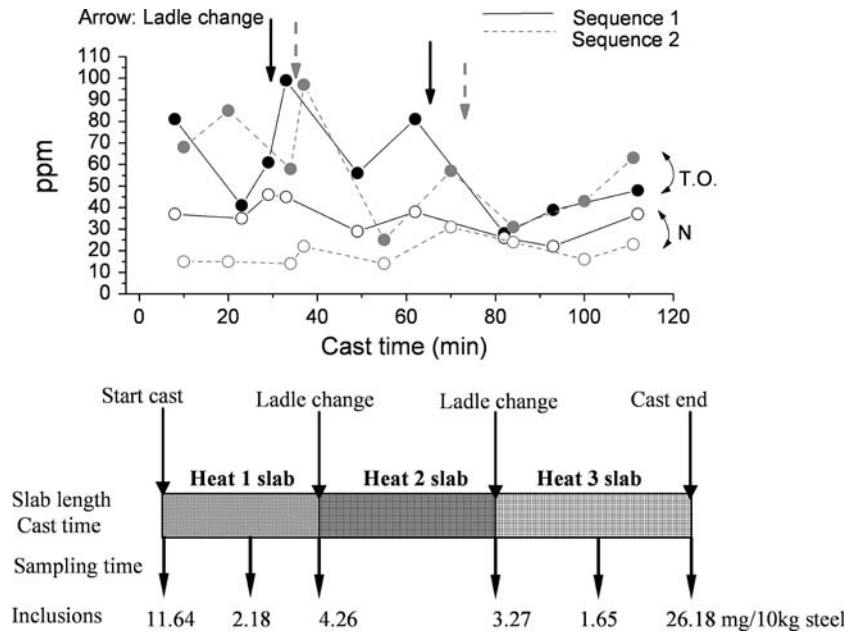 Arrow: Ladle change
Sequence 1
Sequence 2
110
100
90
80
70
60
50
40
30
20
10
0
ppm
T.O.
N
0 20 40 60 80 100 120
Cast time (min)
Start cast Ladle change Ladle change Cast end
Heat 1 slab Heat 2 slab Heat 3 slab
Slab length
Cast time
Sampling time
Inclusions 11.64 2.18 4.26 3.27 1.65 26.18 mg/10kg steel